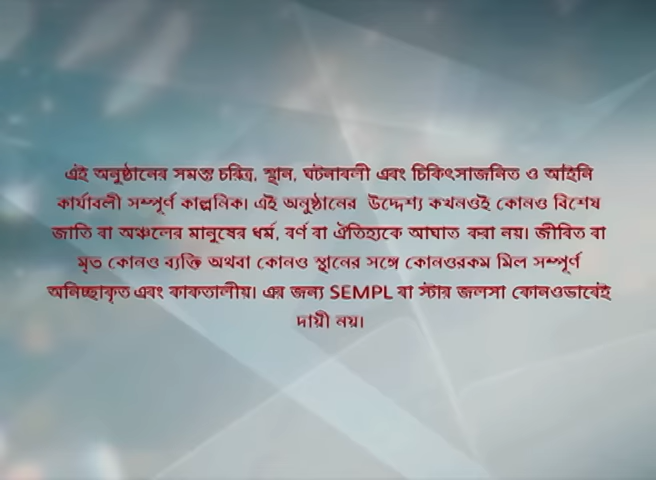 এই অনুষ্ঠানের সমস্ত চরিত্র, স্থান, ঘটনাবলী এবং চিকিৎসাজনিত ও আইনি
কার্যাবলী সম্পূর্ণ কাল্পনিক। এই অনুষ্ঠানের উদ্দেশ্য কখনওই কোনও বিশেষ
জাতি বা অঞ্চলের মানুষের ধর্ম, বর্ণ বা ঐতিহ্যকে আঘাত করা নয়। জীবিত বা
মৃত কোনও ব্যক্তি অথবা কোনও স্থানের সঙ্গে কোনওরকম মিল সম্পূর্ণ
অনিচ্ছাকৃত এবং কাকতালীয়। এর জন্য SEMPL বা স্টার জলসা কোনওভাবেই
দায়ী নয়।